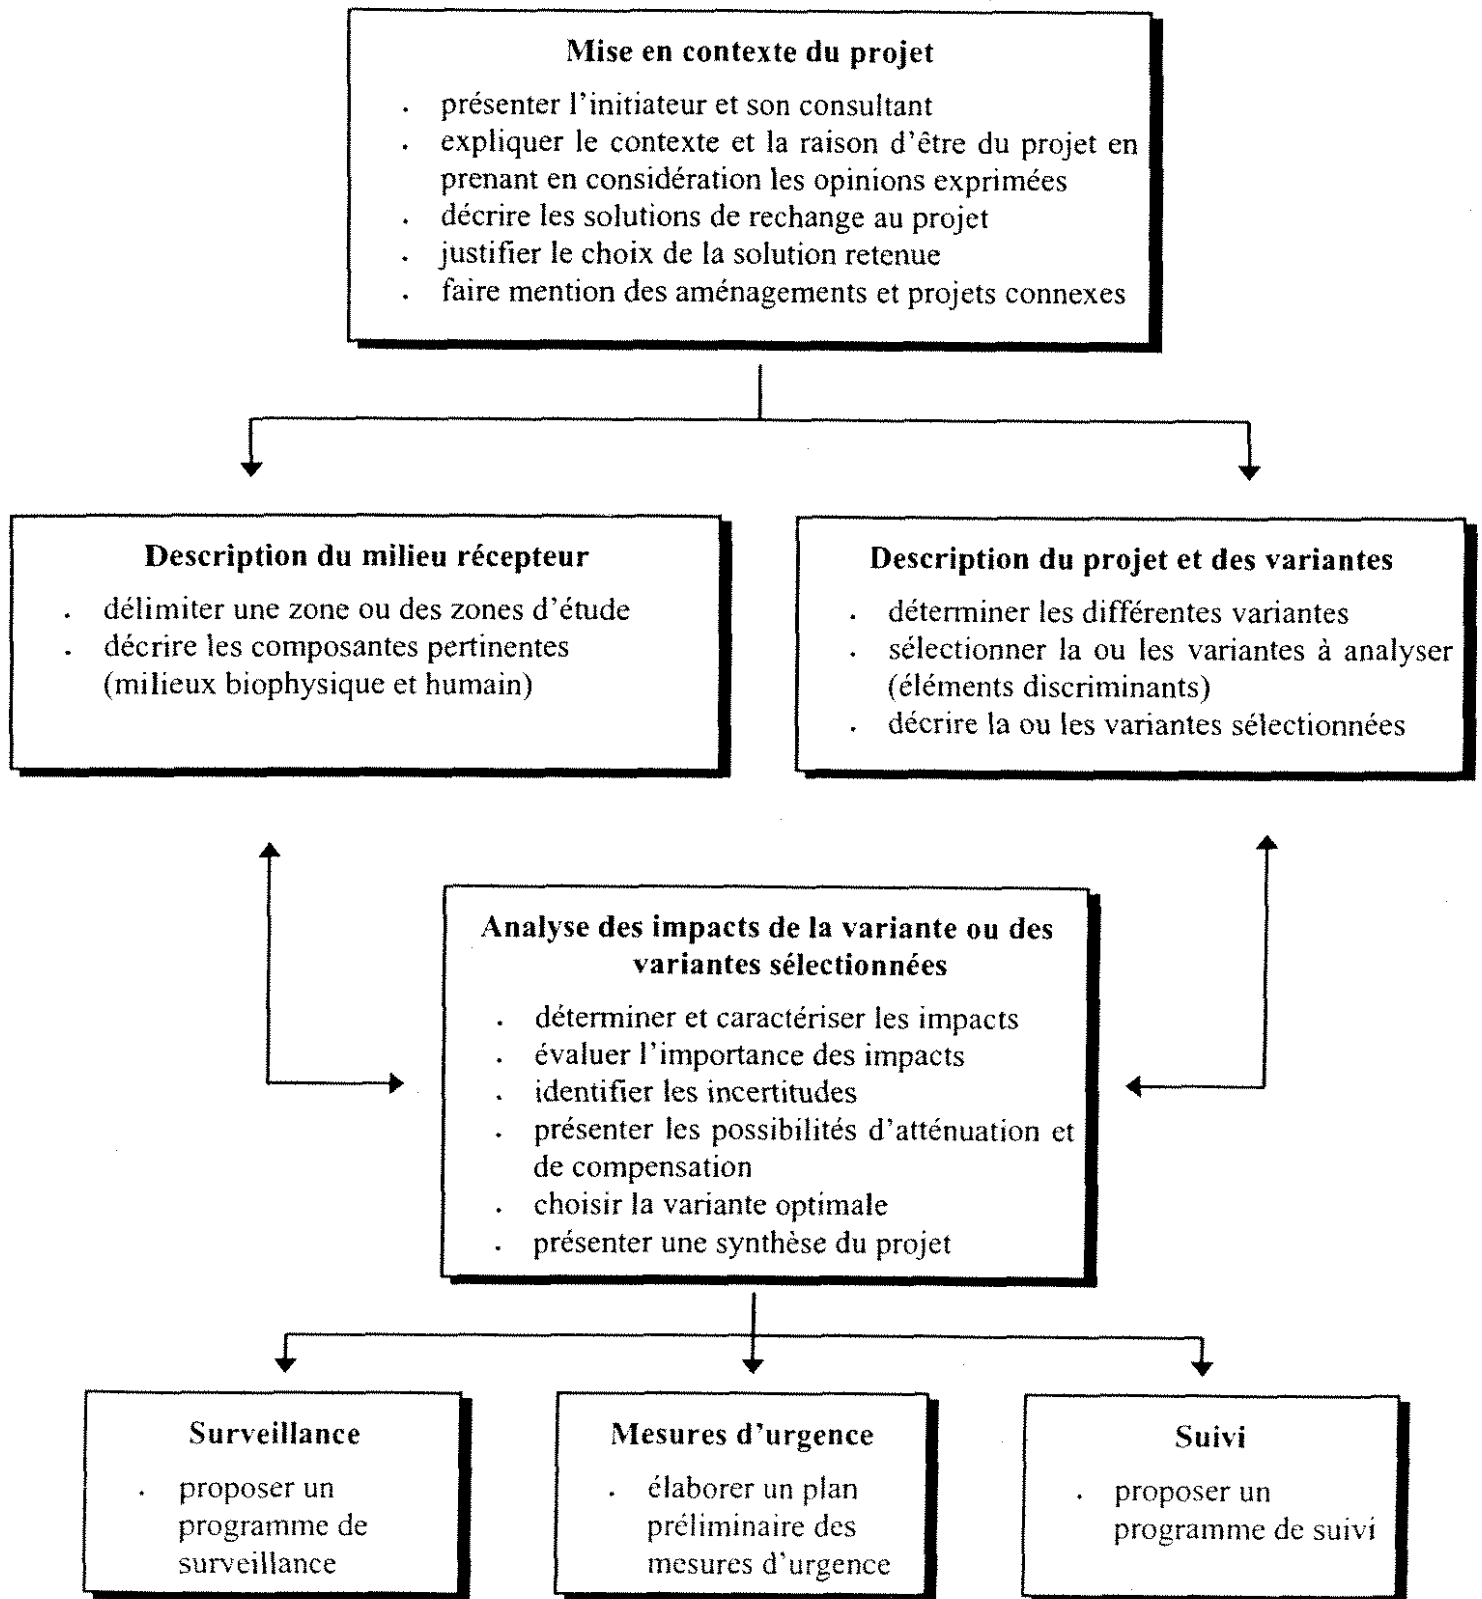 Mise en contexte du projet
. présenter l'initiateur et son consultant
. expliquer le contexte et la raison d'être du projet en
prenant en considération les opinions exprimées
. décrire les solutions de rechange au projet
. justifier le choix de la solution retenue
. faire mention des aménagements et projets connexes
Description du milieu récepteur
. délimiter une zone ou des zones d'étude
. décrire les composantes pertinentes
(milieux biophysique et humain)
Description du projet et des variantes
. déterminer les différentes variantes
. sélectionner la ou les variantes à analyser
(éléments discriminants)
. décrire la ou les variantes sélectionnées
Analyse des impacts de la variante ou des
variantes sélectionnées
. déterminer et caractériser les impacts
. évaluer l'importance des impacts
. identifier les incertitudes
. présenter les possibilités d'atténuation et
de compensation
. choisir la variante optimale
. présenter une synthèse du projet
Surveillance
. proposer un
programme de
surveillance
Mesures d'urgence
. élaborer un plan
préliminaire des
mesures d'urgence
Suivi
. proposer un
programme de suivi